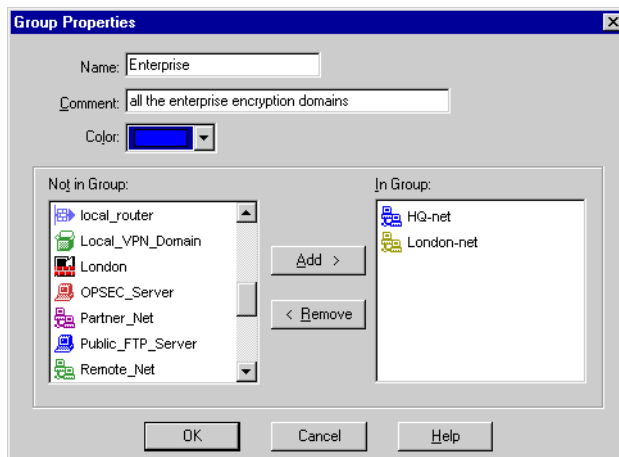 Group Properties
Name: Enterprise
Comment: all the enterprise encryption domains
Color:
Not in Group:
local_router
Local_VPN_Domain
London
OPSEC_Server
Partner_Net
Public_FTP_Server
Remote_Net
Add >
< Remove
In Group:
HQ-net
London-net
OK
Cancel
Help